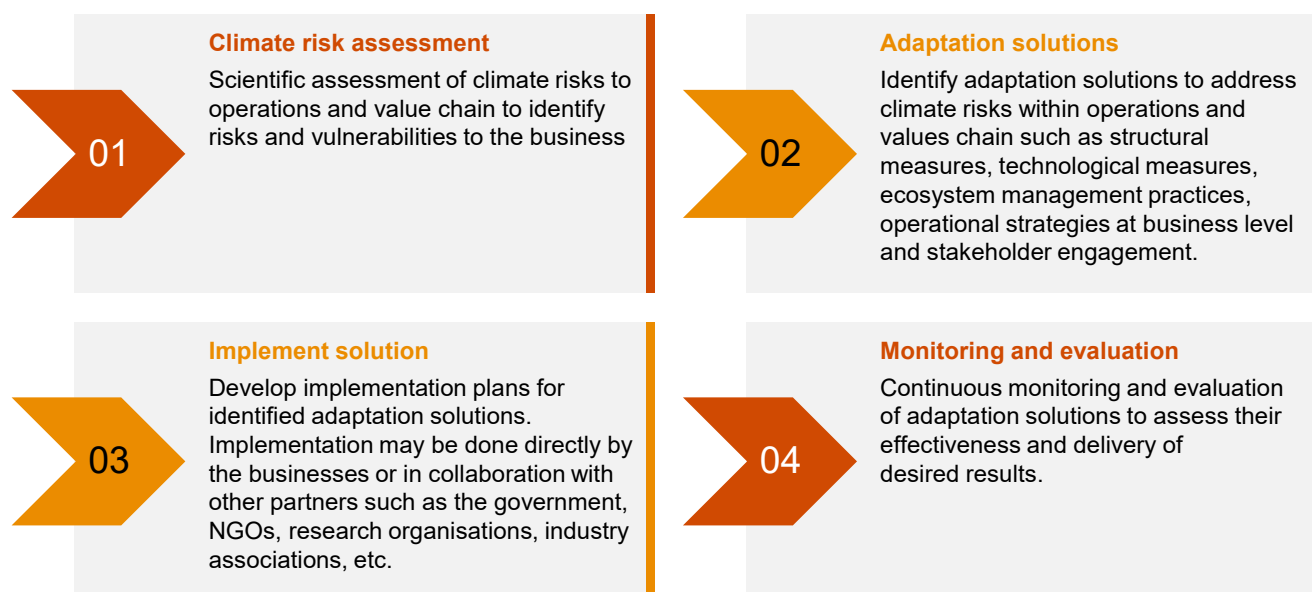 01
Climate risk assessment
Scientific assessment of climate risks to
operations and value chain to identify
risks and vulnerabilities to the business
02
Adaptation solutions
Identify adaptation solutions to address
climate risks within operations and
values chain such as structural
measures, technological measures,
ecosystem management practices,
operational strategies at business level
and stakeholder engagement.
03
Implement solution
Develop implementation plans for
identified adaptation solutions.
Implementation may be done directly by
the businesses or in collaboration with
other partners such as the government,
NGOs, research organisations, industry
associations, etc.
04
Monitoring and evaluation
Continuous monitoring and evaluation
of adaptation solutions to assess their
effectiveness and delivery of
desired results.